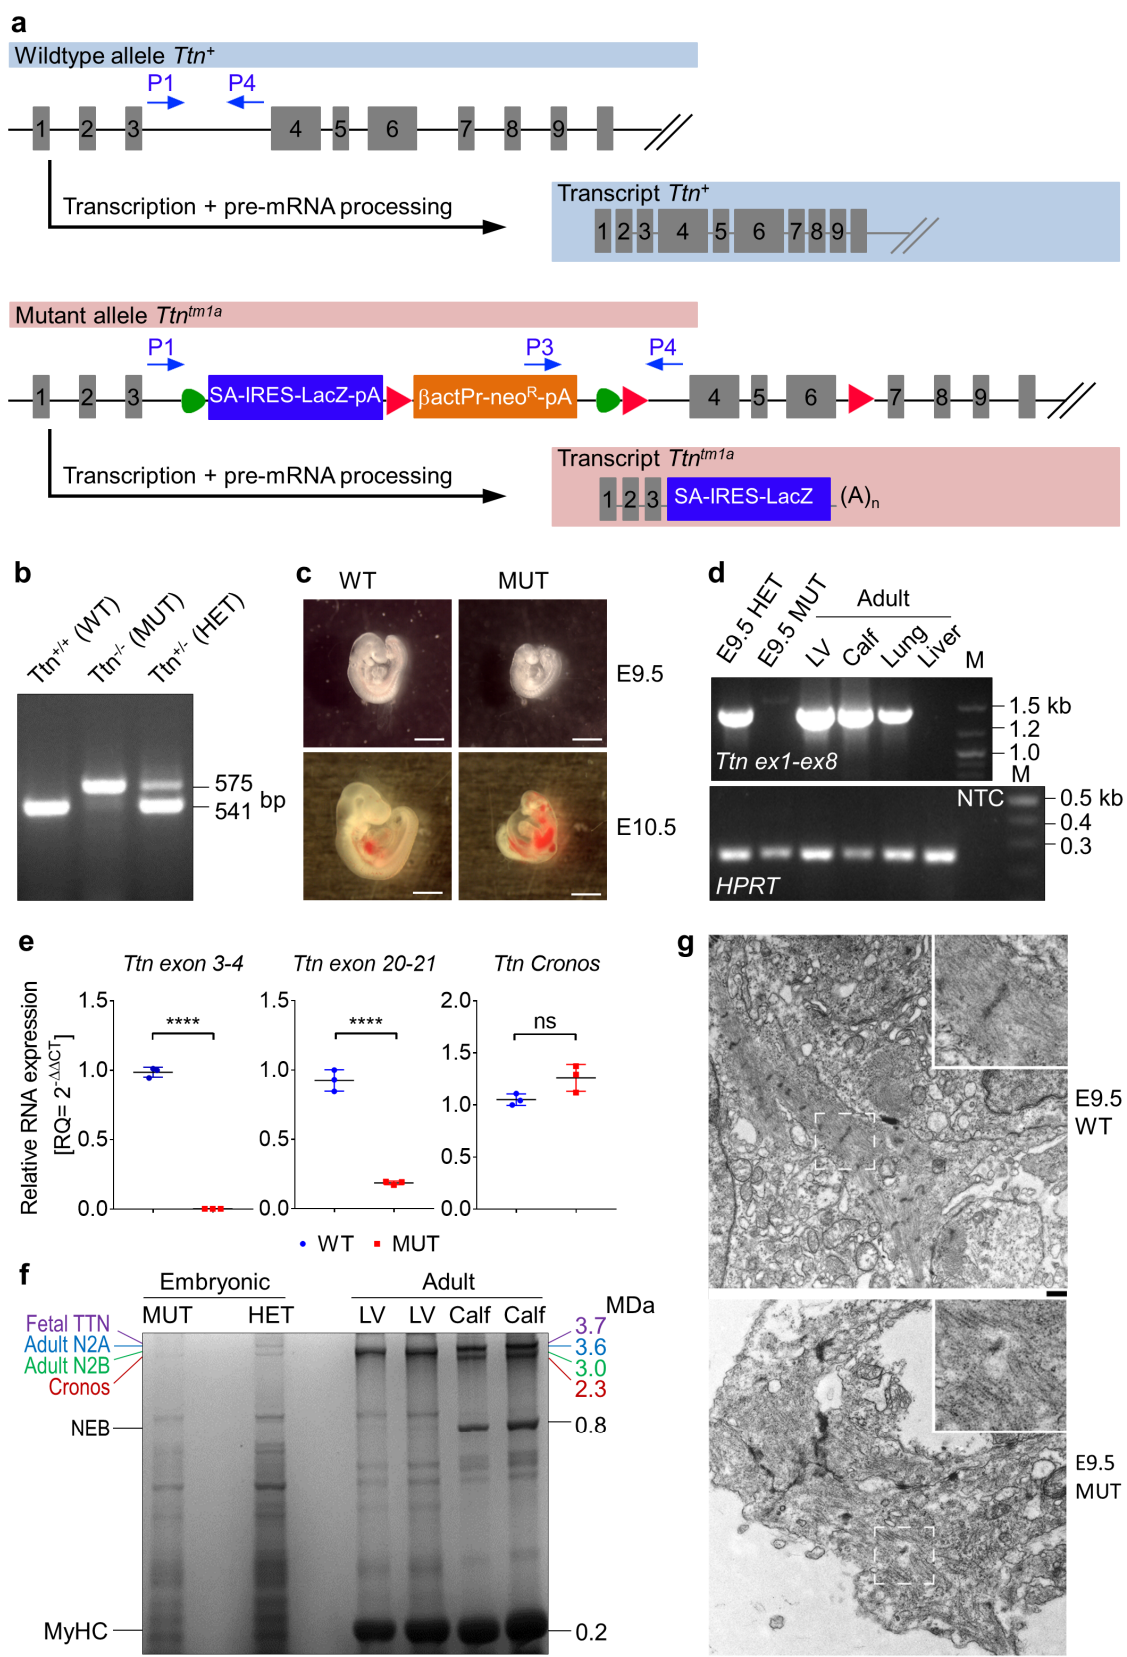 a
Wildtype allele Ttn+
P1 P4
1 2 3 4 5 6 7 8 9
Transcription + pre-mRNA processing
Transcript Ttn+
1 2 3 4 5 6 7 8 9
Mutant allele Ttntm1a
P1 P3 P4
1 2 3 SA-IRES-LacZ-pA βactPr-neoR-pA 4 5 6 7 8 9
Transcription + pre-mRNA processing
Transcript Ttntm1a
1 2 3 SA-IRES-LacZ (A)n
b
Ttn+/+ (WT)
Ttn-/- (MUT)
Ttn+/- (HET)
575
541
bp
c
WT MUT
E9.5
E10.5
d
E9.5 HET
E9.5 MUT
Adult
LV
Calf
Lung
Liver
M
1.5 kb
1.2
1.0
Ttn ex1-ex8
M
NTC
0.5 kb
0.4
0.3
HPRT
e
Ttn exon 3-4 Ttn exon 20-21 Ttn Cronos
Relative RNA expression
[RQ= 2-ΔΔCT]
1.5
1.0
0.5
0.0
****
1.5
1.0
0.5
0.0
****
2.0
1.5
1.0
0.5
0.0
ns
WT MUT
f
Embryonic Adult
MUT HET LV LV Calf Calf MDa
Fetal TTN 3.7
Adult N2A 3.6
Adult N2B 3.0
Cronos 2.3
NEB 0.8
MyHC 0.2
g
E9.5
WT
E9.5
MUT